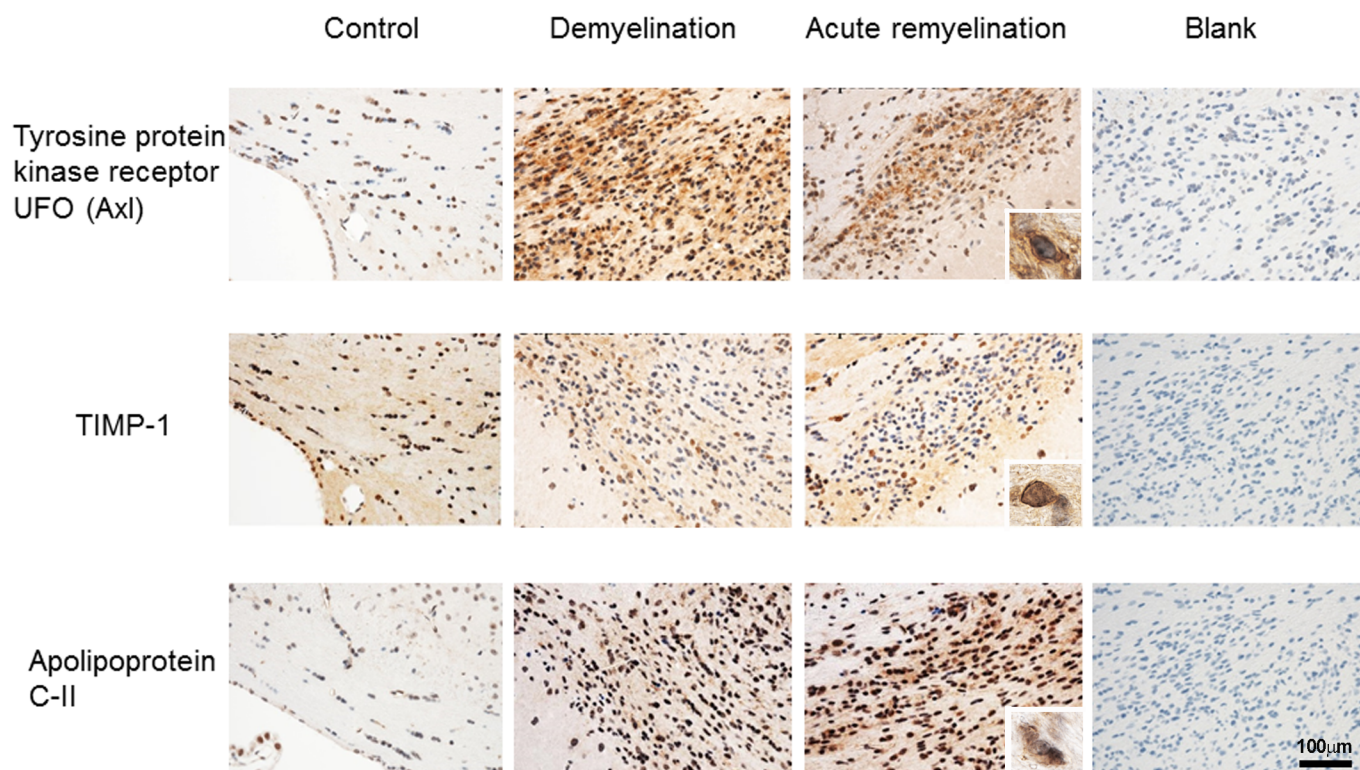 Control
Demyelination
Acute remyelination
Blank
Tyrosine protein
kinase receptor
UFO (Axl)
TIMP-1
Apolipoprotein
C-II
100µm